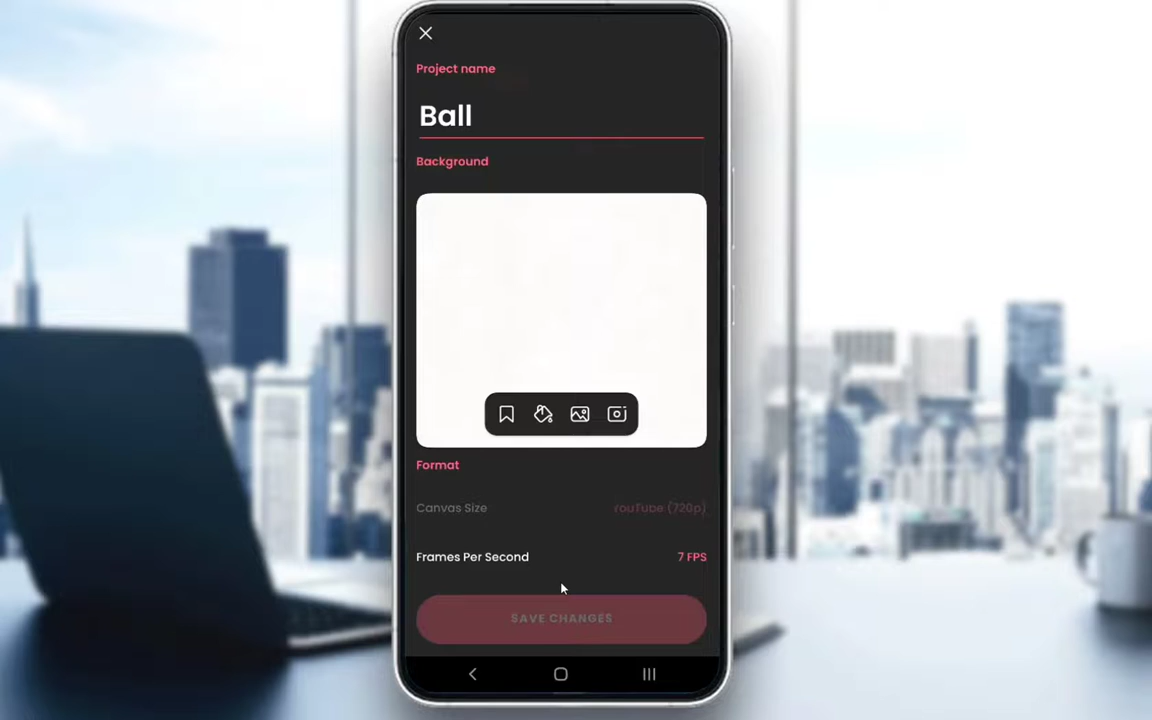 Project name
Ball
Background
Format
Canvas Size
YouTube (720p)
Frames Per Second
7 FPS
SAVE CHANGES